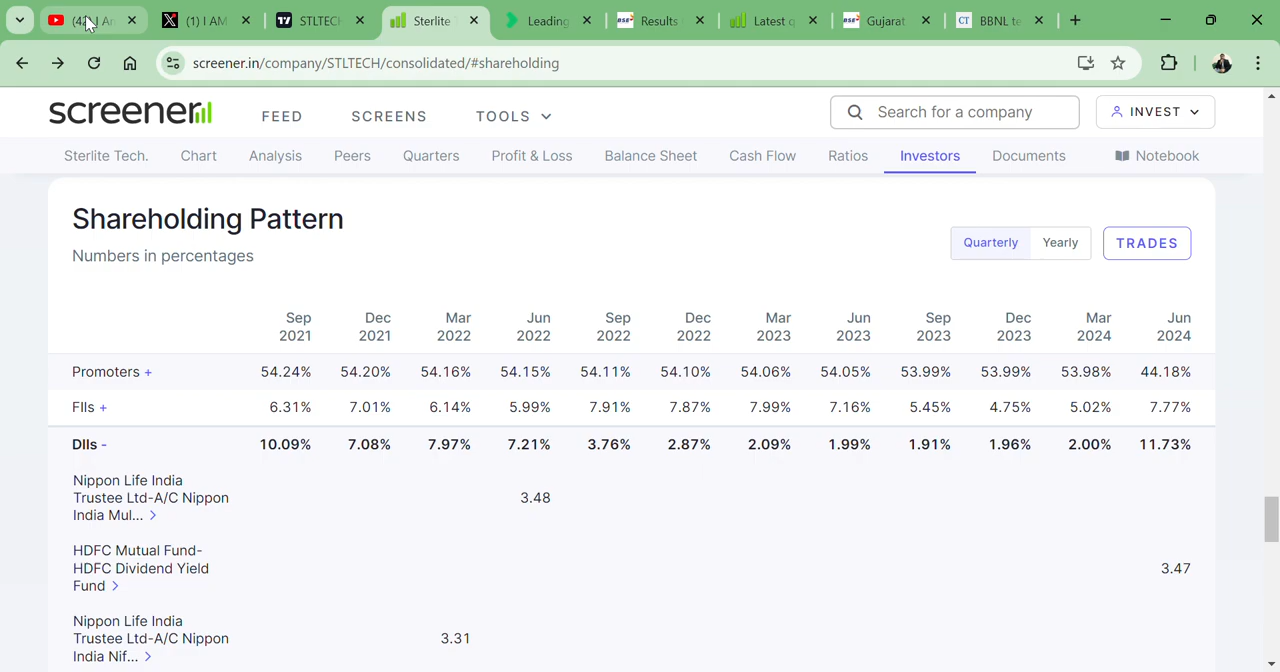 (42) I Am
(1) I AM
STLTECH
Sterlite T
Leading
BSE Results
Latest q
BSE Gujarat
CT BBNL te
screener.in/company/STLTECH/consolidated/#shareholding
screener
FEED SCREENS TOOLS
Search for a company
INVEST
Sterlite Tech. Chart Analysis Peers Quarters Profit & Loss Balance Sheet Cash Flow Ratios Investors Documents Notebook
Shareholding Pattern
Numbers in percentages
Quarterly Yearly TRADES
Sep Dec Mar Jun Sep Dec Mar Jun Sep Dec Mar Jun
2021 2021 2022 2022 2022 2022 2023 2023 2023 2023 2024 2024
Promoters + 54.24% 54.20% 54.16% 54.15% 54.11% 54.10% 54.06% 54.05% 53.99% 53.99% 53.98% 44.18%
FIIs + 6.31% 7.01% 6.14% 5.99% 7.91% 7.87% 7.99% 7.16% 5.45% 4.75% 5.02% 7.77%
DIIs - 10.09% 7.08% 7.97% 7.21% 3.76% 2.87% 2.09% 1.99% 1.91% 1.96% 2.00% 11.73%
Nippon Life India
Trustee Ltd-A/C Nippon 3.48
India Mul...
HDFC Mutual Fund-
HDFC Dividend Yield 3.47
Fund
Nippon Life India
Trustee Ltd-A/C Nippon 3.31
India Nif...